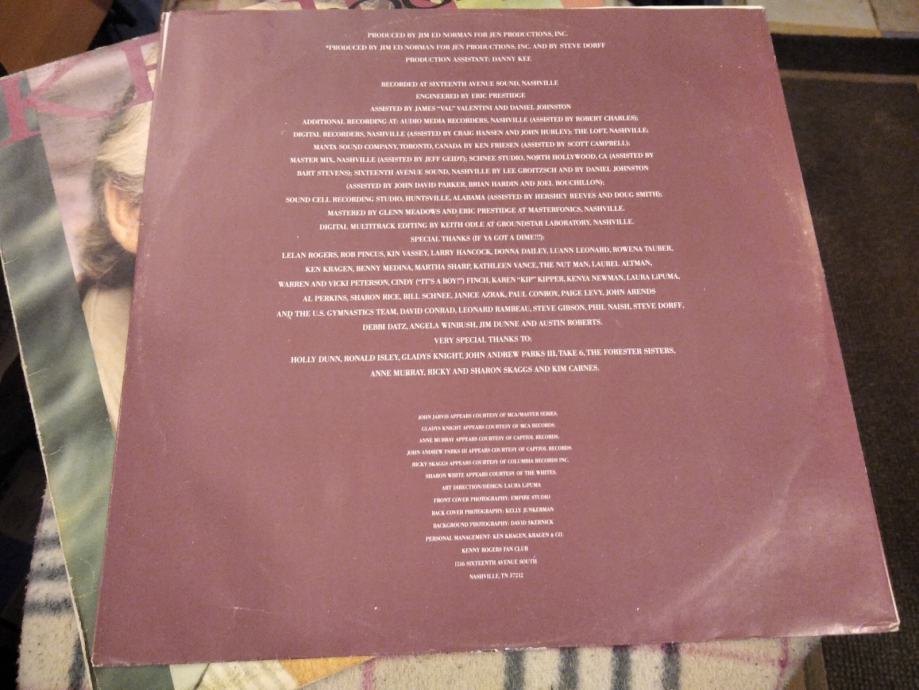 PRODUCED BY JIM ED NORMAN FOR JEN PRODUCTIONS, INC.
*PRODUCED BY JIM ED NORMAN FOR JEN PRODUCTIONS, INC. AND BY STEVE DORFF
PRODUCTION ASSISTANT: DANNY KEE
RECORDED AT SIXTEENTH AVENUE SOUND, NASHVILLE
ENGINEERED BY ERIC PRESTIDGE
ASSISTED BY JAMES "VAL" VALENTINI AND DANIEL JOHNSTON
ADDITIONAL RECORDING AT: AUDIO MEDIA RECORDERS, NASHVILLE (ASSISTED BY ROBERT CHARLES);
DIGITAL RECORDERS, NASHVILLE (ASSISTED BY CRAIG HANSEN AND JOHN HURLEY); THE LOFT, NASHVILLE;
MANTA SOUND COMPANY, TORONTO, CANADA BY KEN FRIESEN (ASSISTED BY SCOTT CAMPBELL);
MASTER MIX, NASHVILLE (ASSISTED BY JEFF GEIDT); SCHNEE STUDIO, NORTH HOLLYWOOD, CA (ASSISTED BY
BART STEVENS); SIXTEENTH AVENUE SOUND, NASHVILLE BY LEE GROITZSCH AND BY DANIEL JOHNSTON
(ASSISTED BY JOHN DAVID PARKER, BRIAN HARDIN AND JOEL BOUCHILLON);
SOUND CELL RECORDING STUDIO, HUNTSVILLE, ALABAMA (ASSISTED BY HERSHEY REEVES AND DOUG SMITH);
MASTERED BY GLENN MEADOWS AND ERIC PRESTIDGE AT MASTERFONICS, NASHVILLE.
DIGITAL MULTITRACK EDITING BY KEITH ODLE AT GROUNDSTAR LABORATORY, NASHVILLE.
SPECIAL THANKS (IF YA GOT A DIME!!!):
LELAN ROGERS, ROB PINCUS, KIN VASSEY, LARRY HANCOCK, DONNA DAILEY, LUANN LEONARD, ROWENA TAUBER,
KEN KRAGEN, BENNY MEDINA, MARTHA SHARP, KATHLEEN VANCE, THE NUT MAN, LAUREL ALTMAN,
WARREN AND VICKI PETERSON, CINDY ("IT'S A BOY!") FINCH, KAREN "KIP" KIPPER, KENYA NEWMAN, LAURA LiPUMA,
AL PERKINS, SHARON RICE, BILL SCHNEE, JANICE AZRAK, PAUL CONROY, PAIGE LEVY, JOHN ARENDS
AND THE U.S. GYMNASTICS TEAM, DAVID CONRAD, LEONARD RAMBEAU, STEVE GIBSON, PHIL NAISH, STEVE DORFF,
DEBBI DATZ, ANGELA WINBUSH, JIM DUNNE AND AUSTIN ROBERTS.
VERY SPECIAL THANKS TO:
HOLLY DUNN, RONALD ISLEY, GLADYS KNIGHT, JOHN ANDREW PARKS III, TAKE 6, THE FORESTER SISTERS,
ANNE MURRAY, RICKY AND SHARON SKAGGS AND KIM CARNES.
JOHN JARVIS APPEARS COURTESY OF MCA/MASTER SERIES.
GLADYS KNIGHT APPEARS COURTESY OF MCA RECORDS.
ANNE MURRAY APPEARS COURTESY OF CAPITOL RECORDS.
JOHN ANDREW PARKS III APPEARS COURTESY OF CAPITOL RECORDS
RICKY SKAGGS APPEARS COURTESY OF COLUMBIA RECORDS INC.
SHARON WHITE APPEARS COURTESY OF THE WHITES.
ART DIRECTION/DESIGN: LAURA LiPUMA
FRONT COVER PHOTOGRAPHY: EMPIRE STUDIO
BACK COVER PHOTOGRAPHY: KELLY JUNKERMAN
BACKGROUND PHOTOGRAPHY: DAVID SKERNICK
PERSONAL MANAGEMENT: KEN KRAGEN, KRAGEN & CO.
KENNY ROGERS FAN CLUB
1516 SIXTEENTH AVENUE SOUTH
NASHVILLE, TN 37212